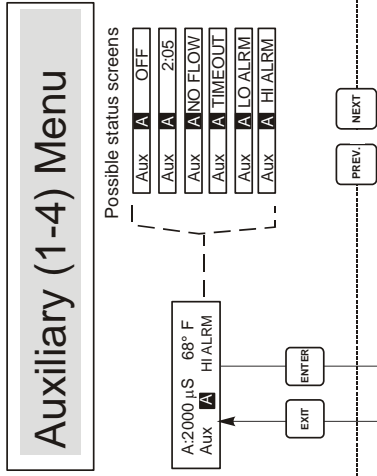 Auxiliary (1-4) Menu
Possible status screens
A:2000 µS 68° F
Aux A HI ALRM
Aux A OFF
Aux A 2:05
Aux A NO FLOW
Aux A TIMEOUT
Aux A LO ALRM
Aux A HI ALRM
EXIT
ENTER
PREV.
NEXT